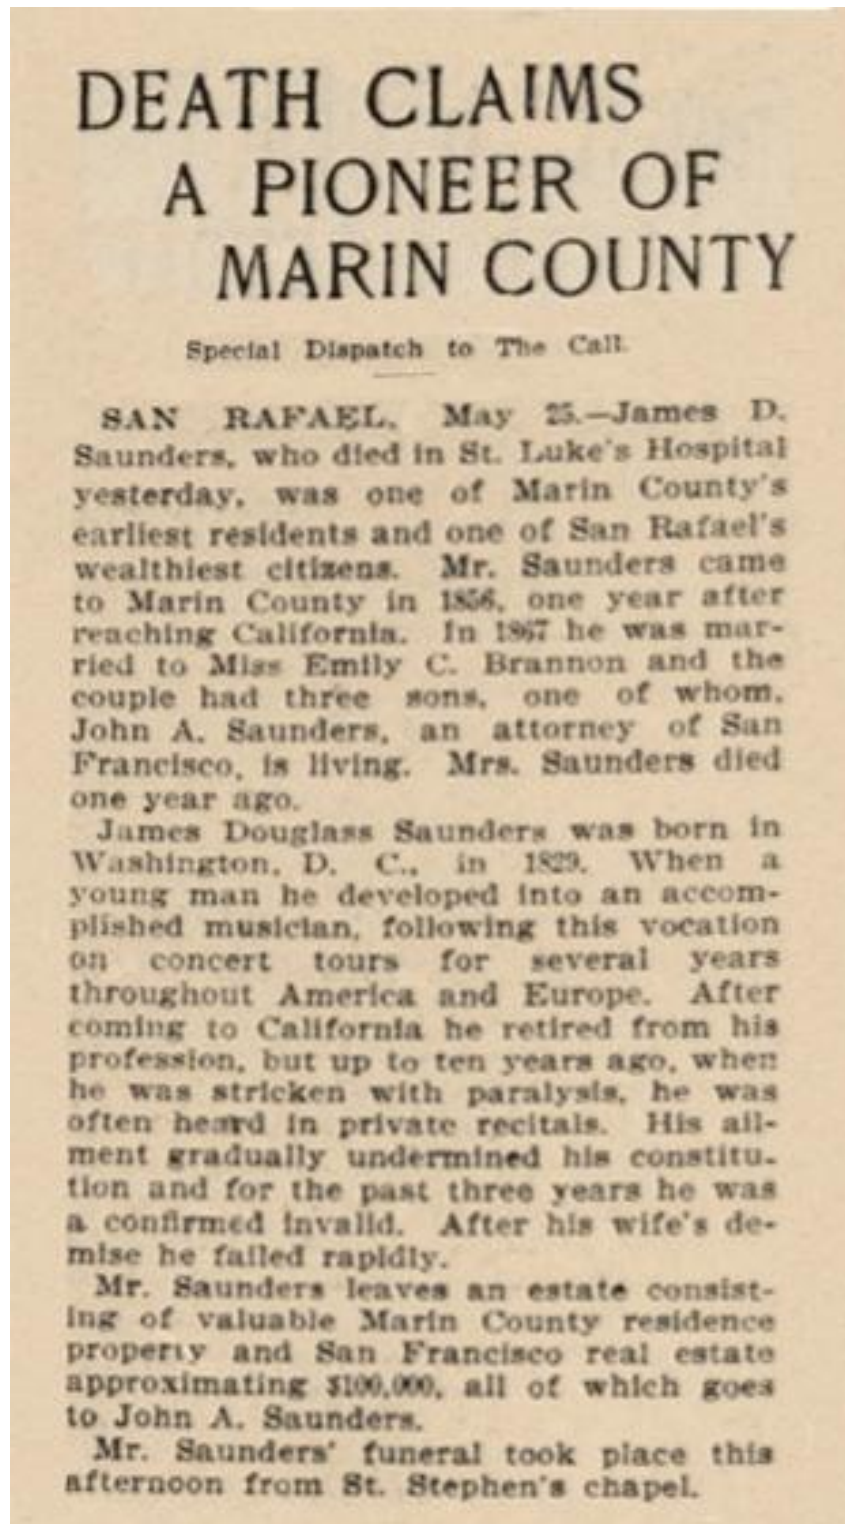 DEATH CLAIMS
A PIONEER OF
MARIN COUNTY
Special Dispatch to The Call.
SAN RAFAEL, May 25.—James D.
Saunders, who died in St. Luke's Hospital
yesterday, was one of Marin County's
earliest residents and one of San Rafael's
wealthiest citizens. Mr. Saunders came
to Marin County in 1856, one year after
reaching California. In 1867 he was mar-
ried to Miss Emily C. Brannon and the
couple had three sons, one of whom,
John A. Saunders, an attorney of San
Francisco, is living. Mrs. Saunders died
one year ago.
James Douglass Saunders was born in
Washington, D. C., in 1829. When a
young man he developed into an accom-
plished musician, following this vocation
on concert tours for several years
throughout America and Europe. After
coming to California he retired from his
profession, but up to ten years ago, when
he was stricken with paralysis, he was
often heard in private recitals. His ail-
ment gradually undermined his constitu-
tion and for the past three years he was
a confirmed invalid. After his wife's de-
mise he failed rapidly.
Mr. Saunders leaves an estate consist-
ing of valuable Marin County residence
property and San Francisco real estate
approximating $100,000, all of which goes
to John A. Saunders.
Mr. Saunders' funeral took place this
afternoon from St. Stephen's chapel.